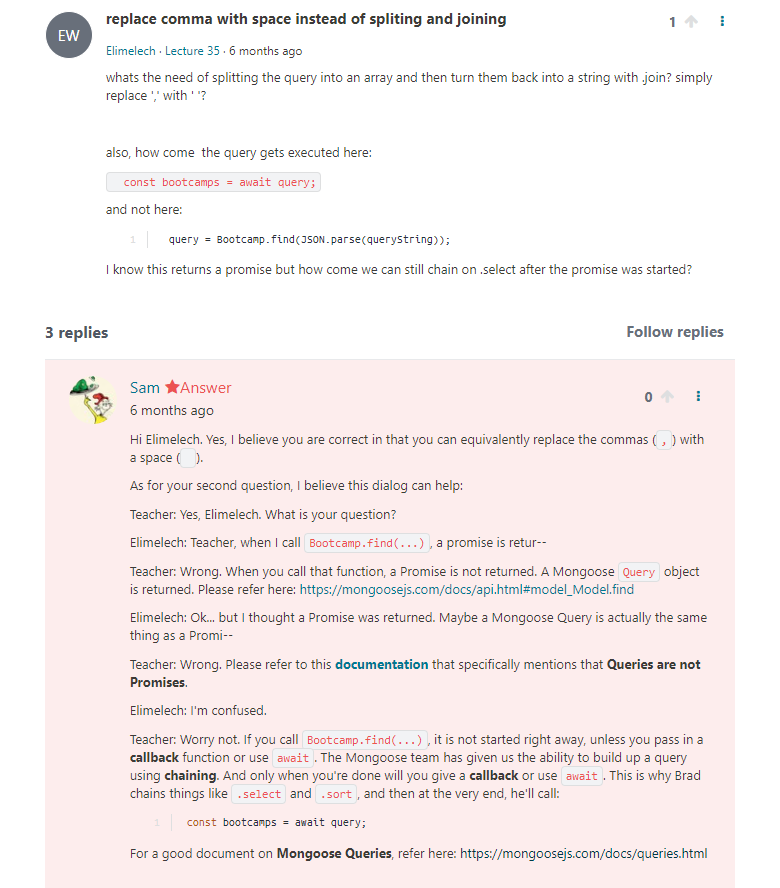 EW
replace comma with space instead of spliting and joining
1
Elimelech · Lecture 35 · 6 months ago
whats the need of splitting the query into an array and then turn them back into a string with .join? simply
replace ',' with ' '?
also, how come the query gets executed here:
const bootcamps = await query;
and not here:
1 query = Bootcamp.find(JSON.parse(queryString));
I know this returns a promise but how come we can still chain on .select after the promise was started?
3 replies
Follow replies
Sam ★Answer
0
6 months ago
Hi Elimelech. Yes, I believe you are correct in that you can equivalently replace the commas ( , ) with
a space ( ).
As for your second question, I believe this dialog can help:
Teacher: Yes, Elimelech. What is your question?
Elimelech: Teacher, when I call Bootcamp.find(...) , a promise is retur--
Teacher: Wrong. When you call that function, a Promise is not returned. A Mongoose Query object
is returned. Please refer here: https://mongoosejs.com/docs/api.html#model_Model.find
Elimelech: Ok... but I thought a Promise was returned. Maybe a Mongoose Query is actually the same
thing as a Promi--
Teacher: Wrong. Please refer to this documentation that specifically mentions that Queries are not
Promises.
Elimelech: I'm confused.
Teacher: Worry not. If you call Bootcamp.find(...) , it is not started right away, unless you pass in a
callback function or use await . The Mongoose team has given us the ability to build up a query
using chaining. And only when you're done will you give a callback or use await . This is why Brad
chains things like .select and .sort , and then at the very end, he'll call:
1 const bootcamps = await query;
For a good document on Mongoose Queries, refer here: https://mongoosejs.com/docs/queries.html